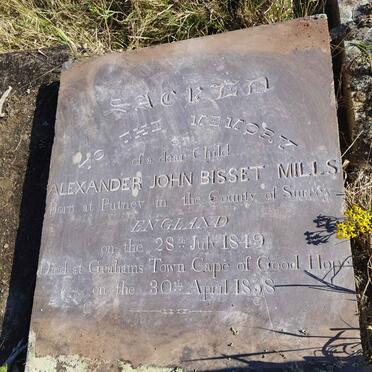 SACRED
TO THE MEMORY
of a dear Child
ALEXANDER JOHN BISSET MILLS
Born at Putney in the County of Surrey
ENGLAND
on the 28th July 1849
Died at Grahams Town Cape of Good Hope
on the 30th April 1858